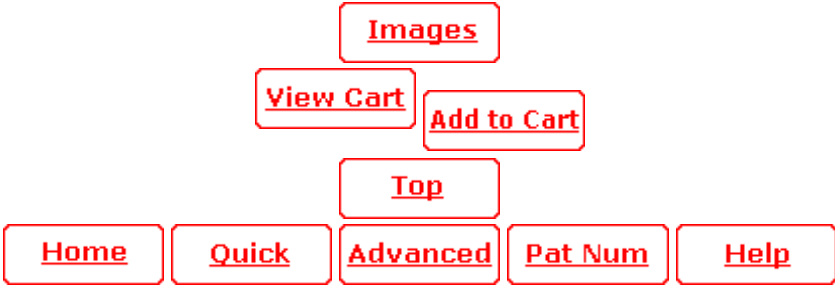 Images
View Cart
Add to Cart
Top
Home Quick Advanced Pat Num Help